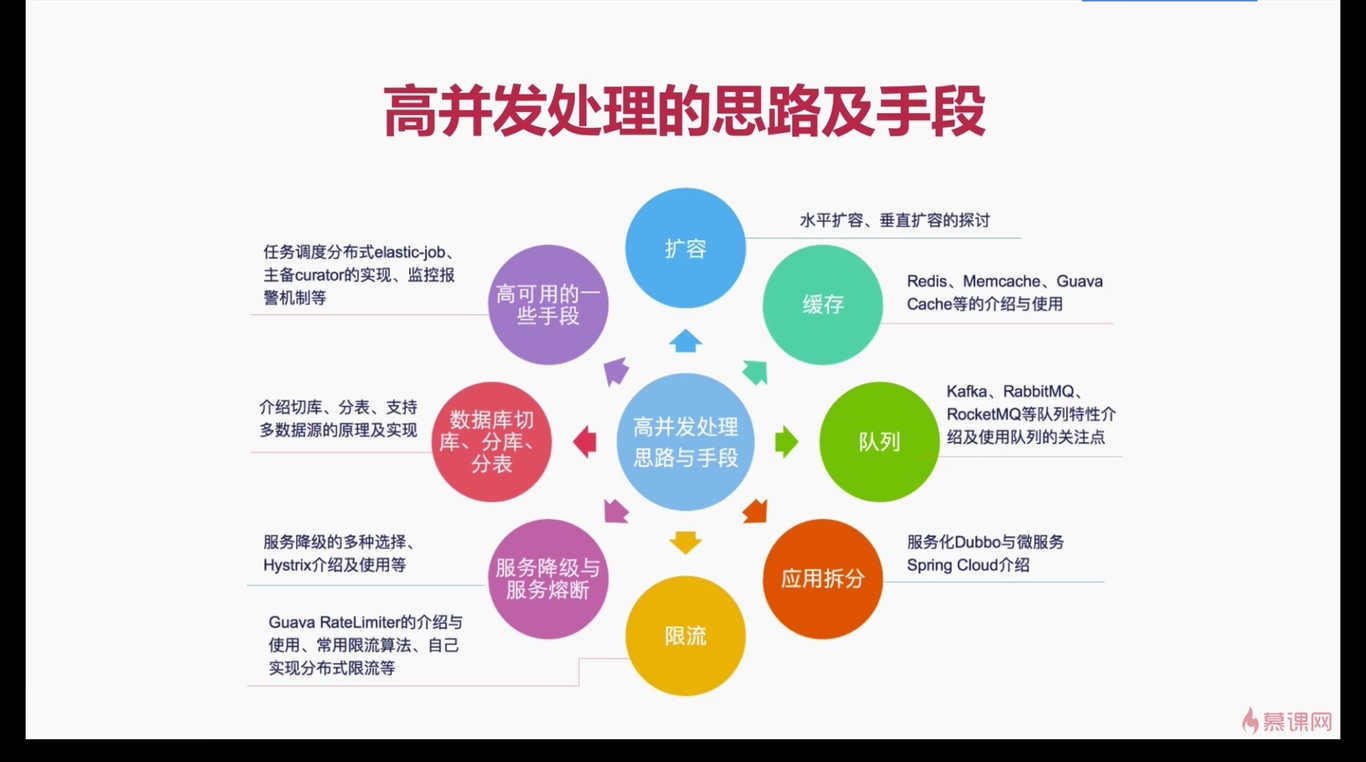 高并发处理的思路及手段
扩容
水平扩容、垂直扩容的探讨
缓存
Redis、Memcache、Guava
Cache等的介绍与使用
队列
Kafka、RabbitMQ、
RocketMQ等队列特性介
绍及使用队列的关注点
应用拆分
服务化Dubbo与微服务
Spring Cloud介绍
限流
Guava RateLimiter的介绍与
使用、常用限流算法、自己
实现分布式限流等
服务降级与
服务熔断
服务降级的多种选择、
Hystrix介绍及使用等
数据库切
库、分库、
分表
介绍切库、分表、支持
多数据源的原理及实现
高可用的一
些手段
任务调度分布式elastic-job、
主备curator的实现、监控报
警机制等
高并发处理
思路与手段
慕课网